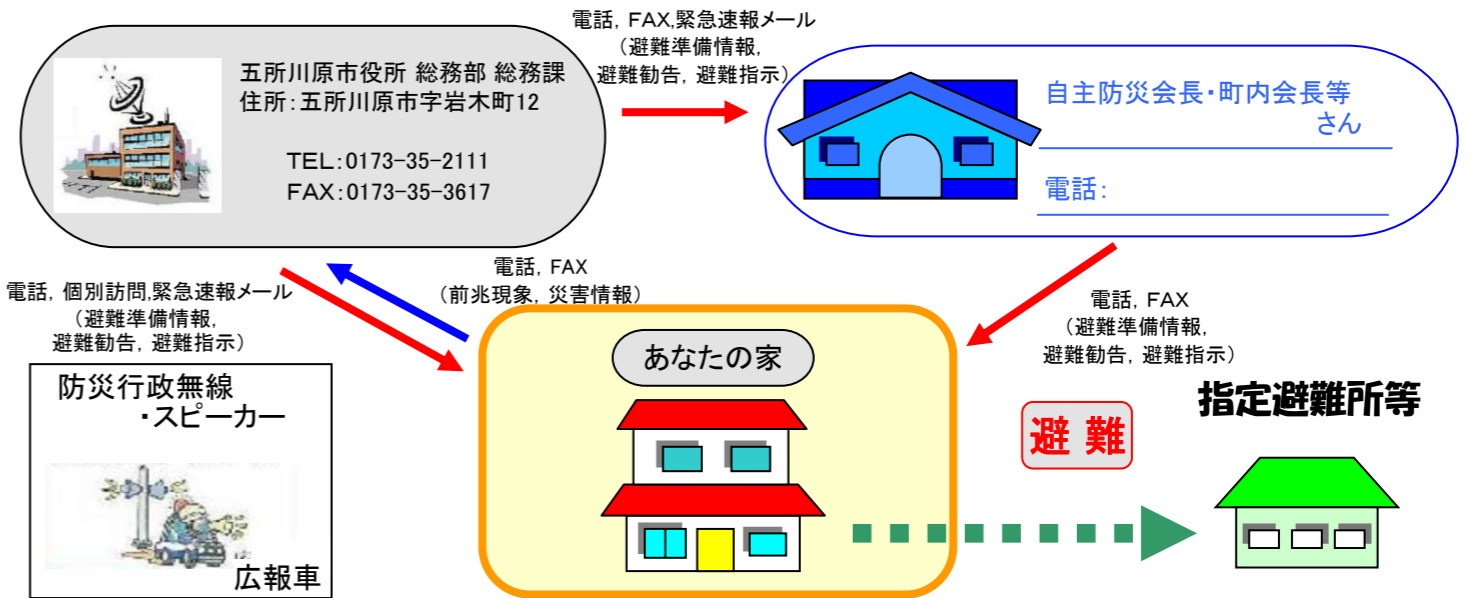 電話, FAX,緊急速報メール
（避難準備情報,
避難勧告, 避難指示）
五所川原市役所 総務部 総務課
住所：五所川原市字岩木町12
TEL：0173-35-2111
FAX：0173-35-3617
自主防災会長・町内会長等
さん
電話：
電話, 個別訪問,緊急速報メール
（避難準備情報,
避難勧告, 避難指示）
電話, FAX
（前兆現象, 災害情報）
電話, FAX
（避難準備情報,
避難勧告, 避難指示）
防災行政無線
・スピーカー
広報車
あなたの家
避 難
指定避難所等